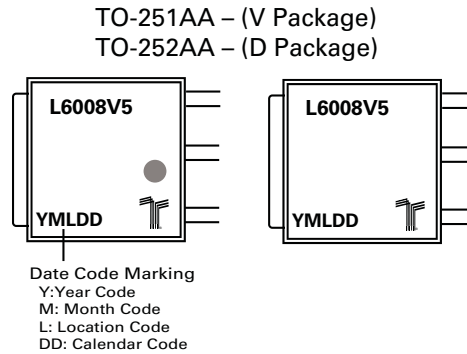 TO-251AA – (V Package)
TO-252AA – (D Package)
L6008V5
YMLDD
L6008V5
YMLDD
Date Code Marking
Y:Year Code
M: Month Code
L: Location Code
DD: Calendar Code